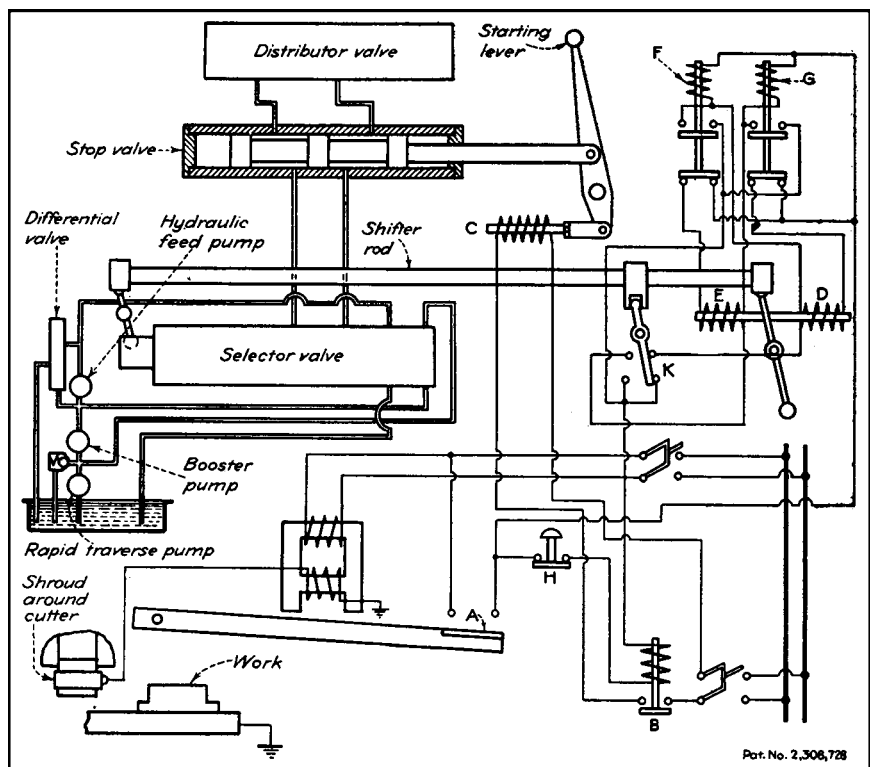 Distributor valve
Starting
lever
F
G
Stop valve
Differential
valve
Hydraulic
feed pump
C
Shifter
rod
E
D
Selector valve
K
Booster
pump
Rapid traverse pump
H
Shroud
around
cutter
A
Work
B
Pat. No. 2,308,728